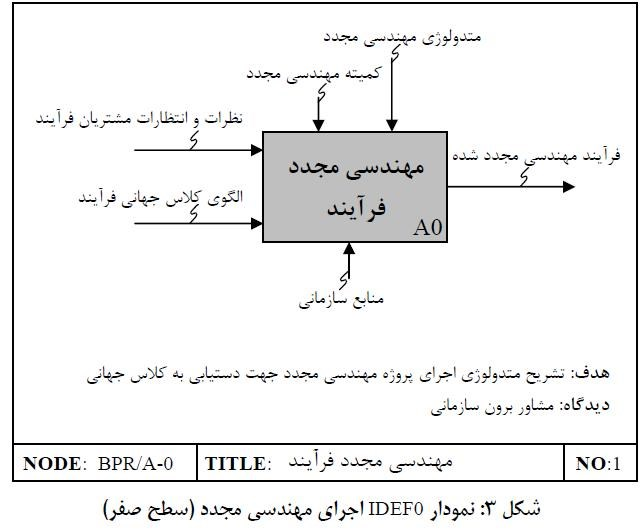 متدولوژی مهندسی مجدد
کمیته مهندسی مجدد
نظرات و انتظارات مشتریان فرآیند
الگوی کلاس جهانی فرآیند
مهندسی مجدد
فرآیند
A0
فرآیند مهندسی مجدد شده
منابع سازمانی
هدف: تشریح متدولوژی اجرای پروژه مهندسی مجدد جهت دستیابی به کلاس جهانی
دیدگاه: مشاور برون سازمانی
NODE: BPR/A-0 TITLE: مهندسی مجدد فرآیند NO:1
شکل ۳: نمودار IDEF0 اجرای مهندسی مجدد (سطح صفر)